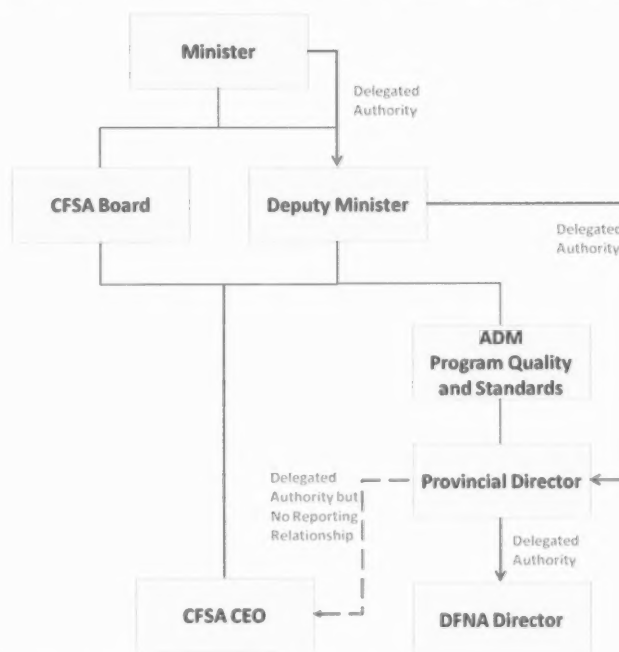 Minister
Delegated
Authority
CFSA Board
Deputy Minister
Delegated
Authority
ADM
Program Quality
and Standards
Delegated
Authority but
No Reporting
Relationship
Provincial Director
Delegated
Authority
CFSA CEO
DFNA Director